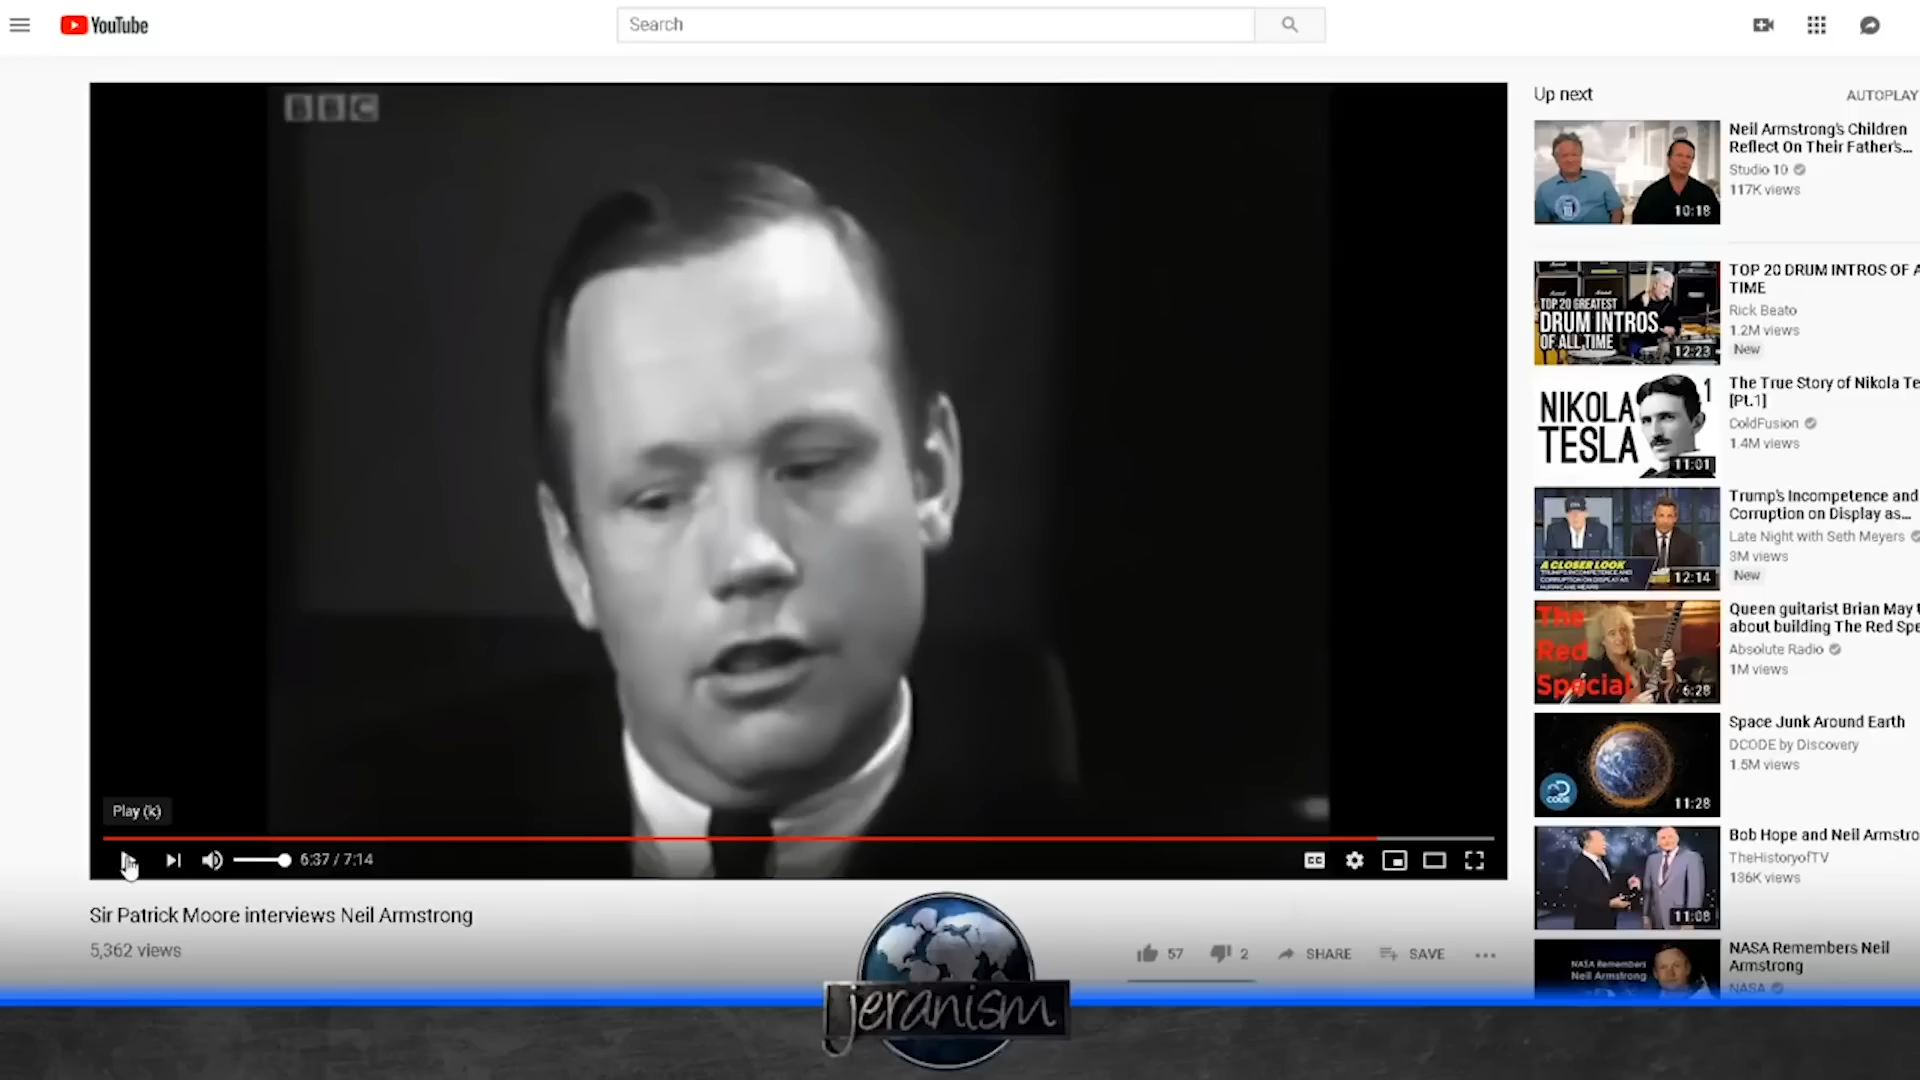 YouTube
Search
BBC
Play (k)
6:37 / 7:14
CC
Sir Patrick Moore interviews Neil Armstrong
5,362 views
57
2
SHARE
SAVE
jeranism
Up next
AUTOPLAY
10:18
Neil Armstrong's Children
Reflect On Their Father's...
Studio 10
117K views
TOP 20 GREATEST
DRUM INTROS
OF ALL TIME
12:23
TOP 20 DRUM INTROS OF A
TIME
Rick Beato
1.2M views
New
NIKOLA
TESLA
1
11:01
The True Story of Nikola Te
[Pt.1]
ColdFusion
1.4M views
A CLOSER LOOK
12:14
Trump's Incompetence and
Corruption on Display as...
Late Night with Seth Meyers
3M views
New
The
Red
Special
6:28
Queen guitarist Brian May t
about building The Red Spe
Absolute Radio
1M views
CODE
11:28
Space Junk Around Earth
DCODE by Discovery
1.5M views
11:08
Bob Hope and Neil Armstro
TheHistoryofTV
136K views
NASA Remembers
Neil Armstrong
NASA Remembers Neil
Armstrong
NASA